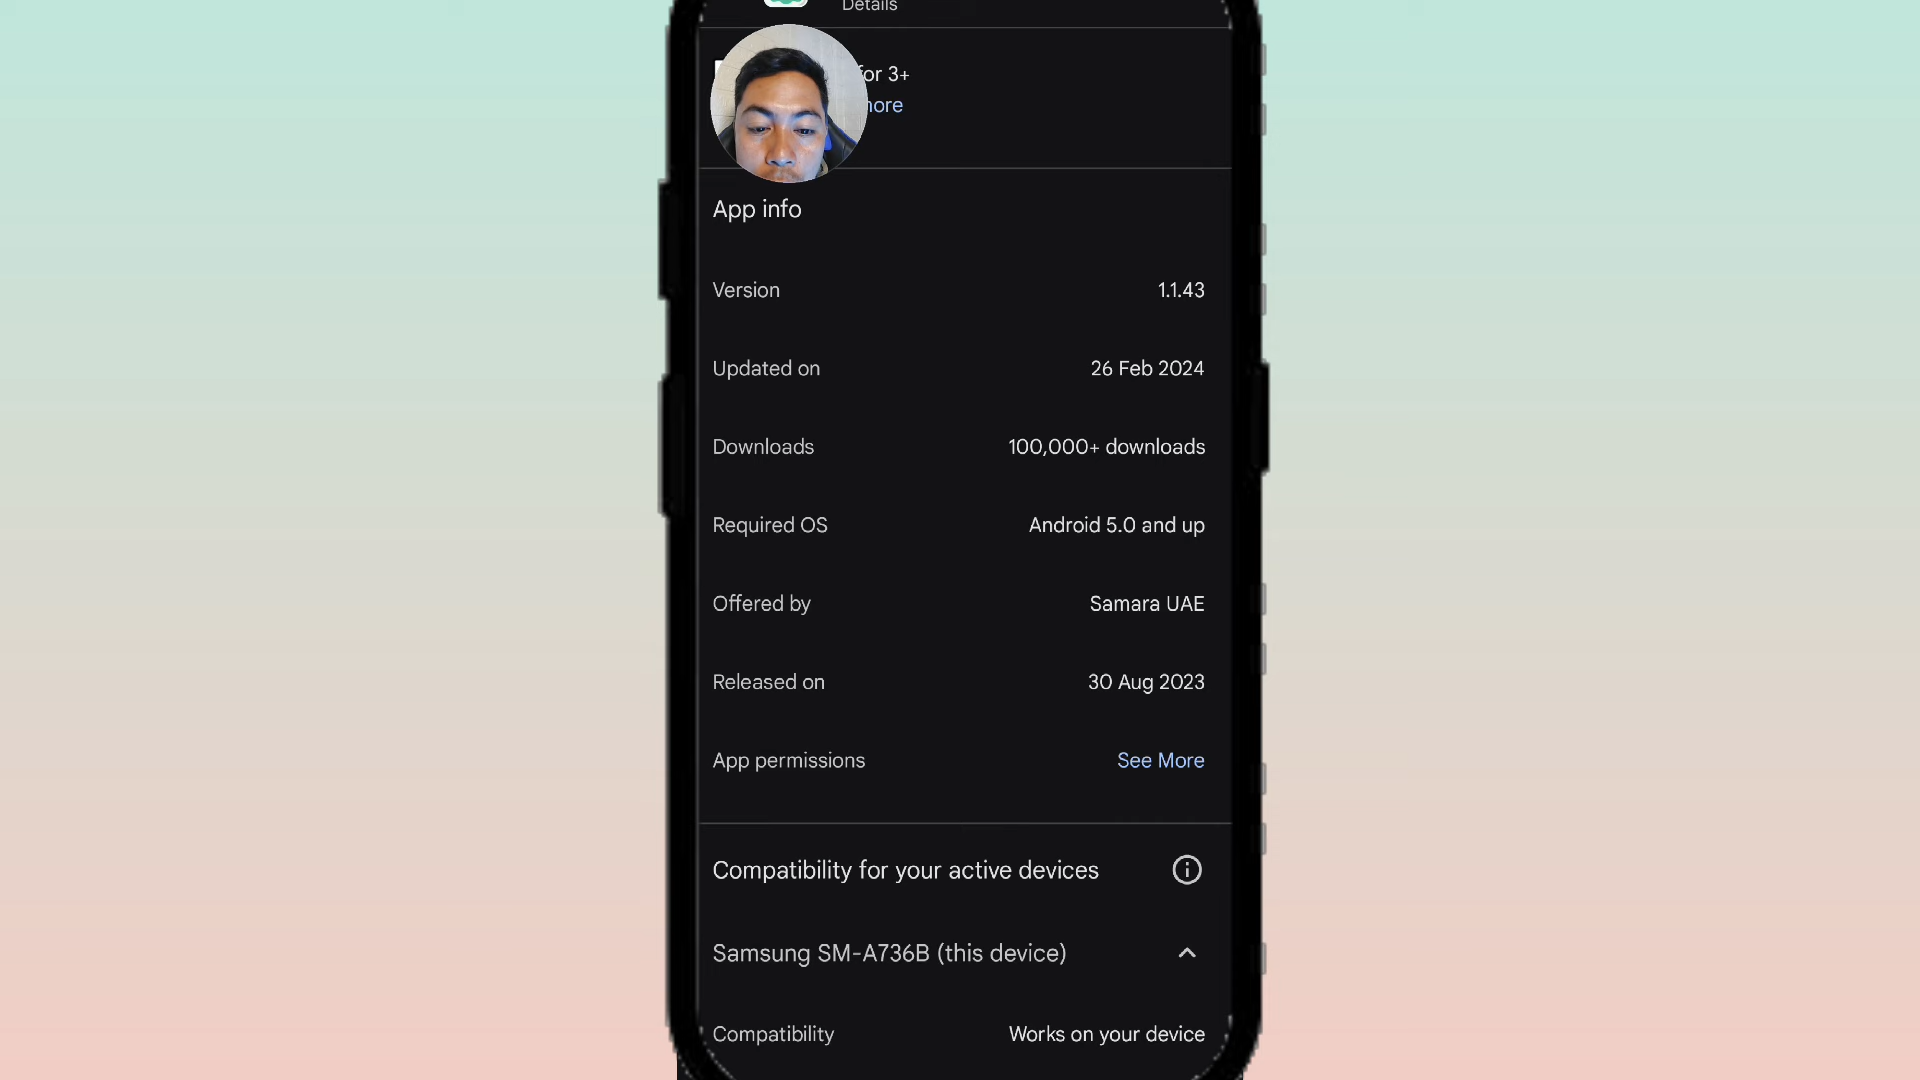 Details
for 3+
more
App info
Version 1.1.43
Updated on 26 Feb 2024
Downloads 100,000+ downloads
Required OS Android 5.0 and up
Offered by Samara UAE
Released on 30 Aug 2023
App permissions See More
Compatibility for your active devices
Samsung SM-A736B (this device)
Compatibility Works on your device